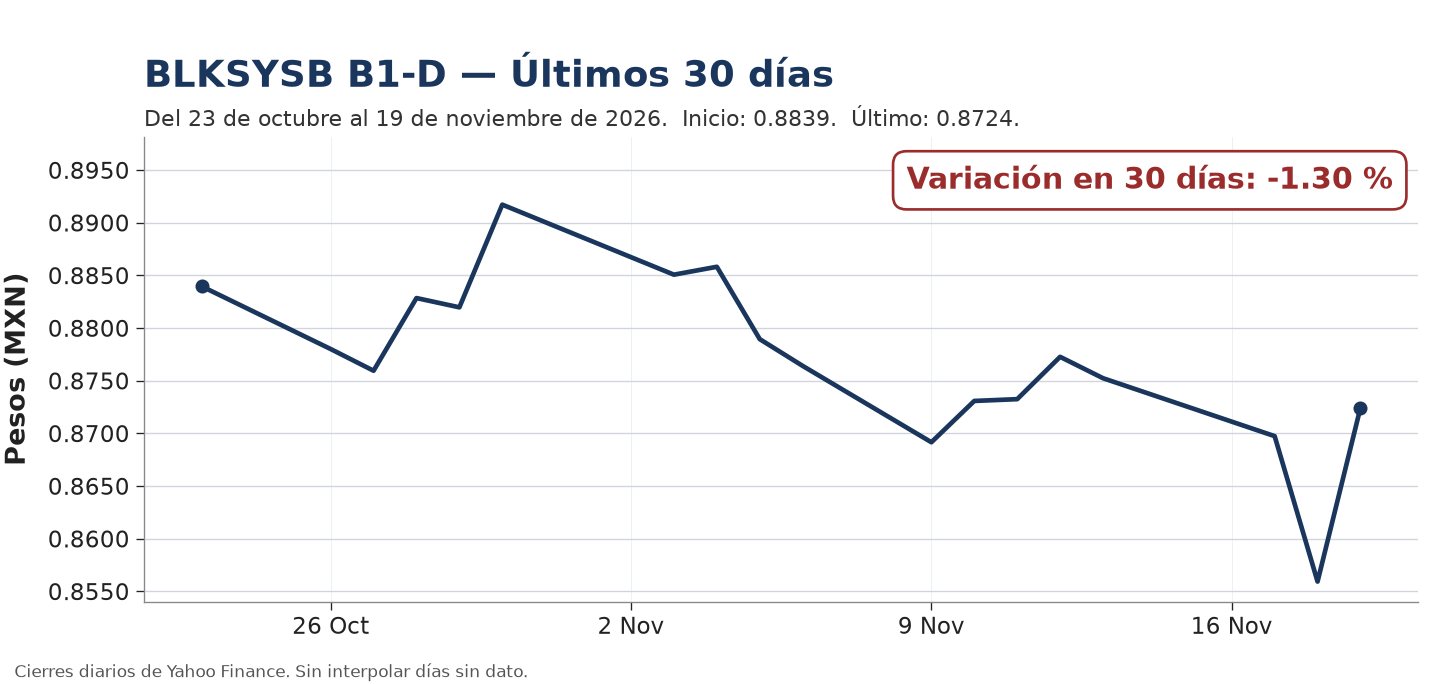 BLKSYSB B1-D — Últimos 30 días
Del 23 de octubre al 19 de noviembre de 2026.  Inicio: 0.8839.  Último: 0.8724.
Variación en 30 días: -1.30 %
Pesos (MXN)
0.8950
0.8900
0.8850
0.8800
0.8750
0.8700
0.8650
0.8600
0.8550
26 Oct
2 Nov
9 Nov
16 Nov
Cierres diarios de Yahoo Finance. Sin interpolar días sin dato.